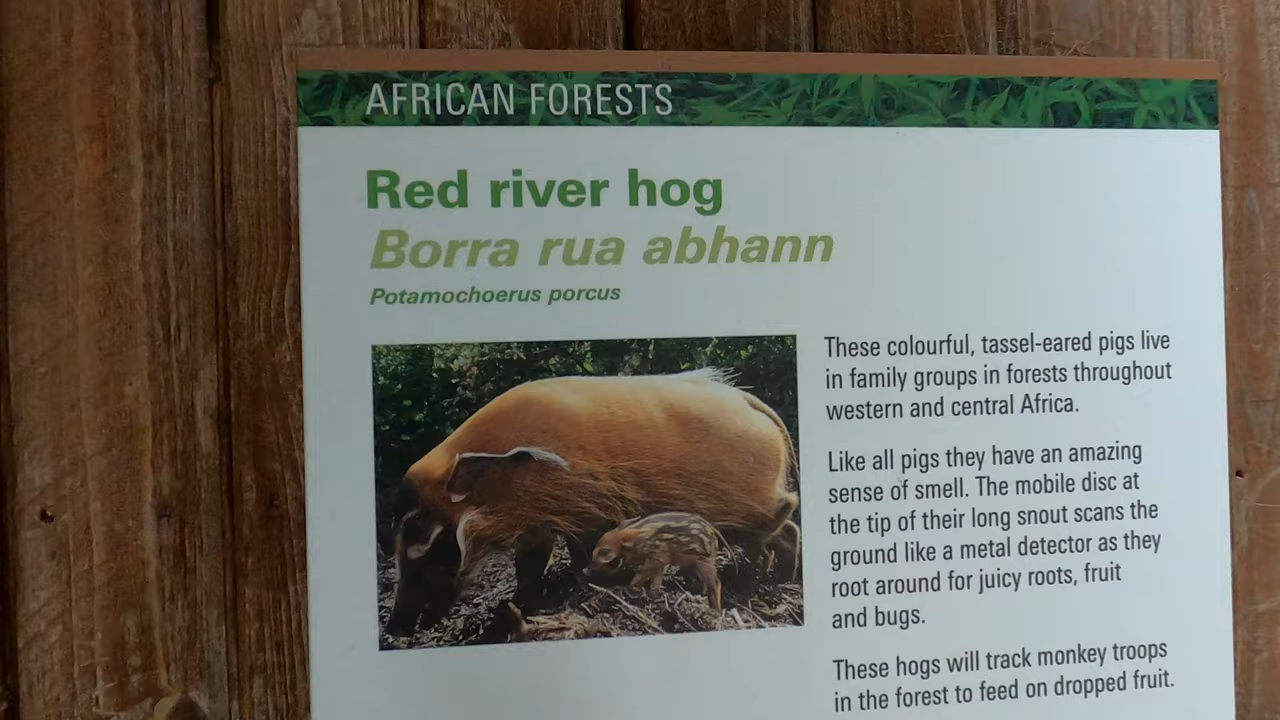 AFRICAN FORESTS
Red river hog
Borra rua abhann
Potamochoerus porcus
These colourful, tassel-eared pigs live
in family groups in forests throughout
western and central Africa.
Like all pigs they have an amazing
sense of smell. The mobile disc at
the tip of their long snout scans the
ground like a metal detector as they
root around for juicy roots, fruit
and bugs.
These hogs will track monkey troops
in the forest to feed on dropped fruit.